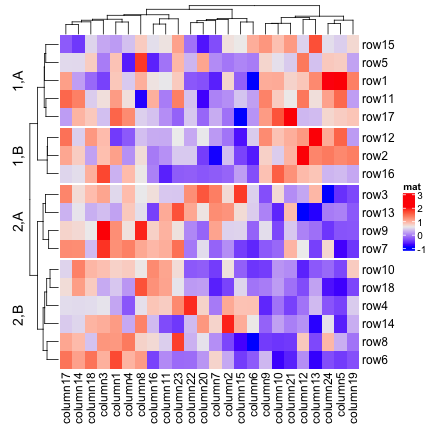 1,A
1,B
2,A
2,B
row15
row5
row1
row11
row17
row12
row2
row16
row3
row13
row9
row7
row10
row18
row4
row14
row8
row6
mat
3
2
1
0
-1
column17
column14
column18
column3
column1
column4
column8
column16
column11
column23
column22
column20
column7
column2
column15
column6
column9
column10
column21
column12
column13
column24
column5
column19